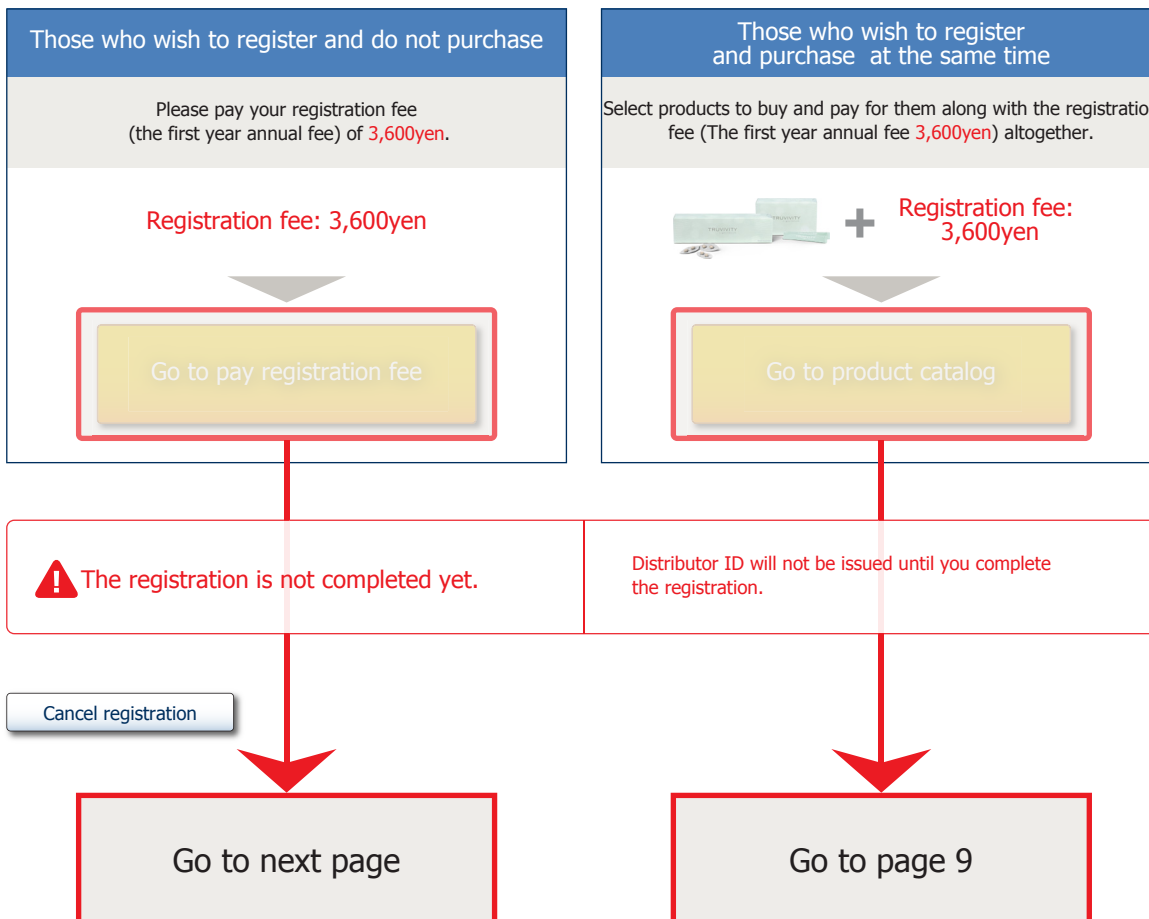 Those who wish to register and do not purchase
Please pay your registration fee
(the first year annual fee) of 3,600yen.
Registration fee: 3,600yen
Go to pay registration fee
Those who wish to register
and purchase at the same time
Select products to buy and pay for them along with the registratio
fee (The first year annual fee 3,600yen) altogether.
TRUVIVITY
TRUVIVITY
+
Registration fee:
3,600yen
Go to product catalog
The registration is not completed yet.
Distributor ID will not be issued until you complete
the registration.
Cancel registration
Go to next page
Go to page 9